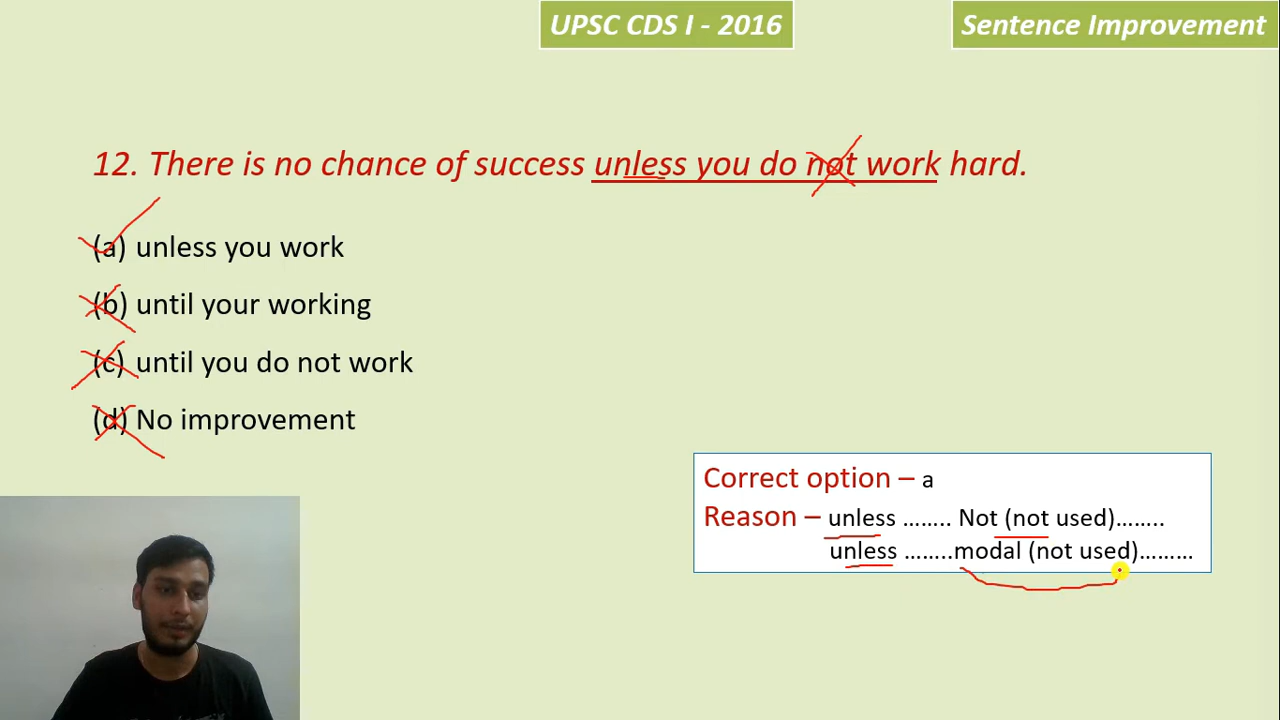 UPSC CDS I - 2016
Sentence Improvement
12. There is no chance of success unless you do not work hard.
(a) unless you work
(b) until your working
(c) until you do not work
(d) No improvement
Correct option – a
Reason – unless …….. Not (not used)……..
unless ……..modal (not used)………